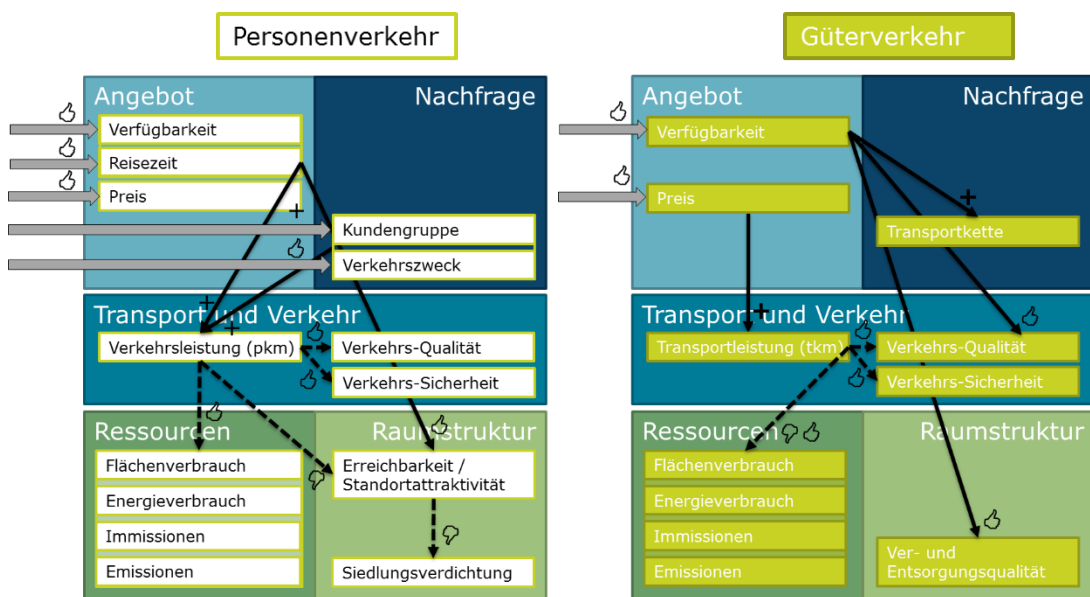 Personenverkehr
Angebot
Nachfrage
Verfügbarkeit
Reisezeit
Preis
+
Kundengruppe
Verkehrszweck
+
Transport und Verkehr
+
Verkehrsleistung (pkm)
Verkehrs-Qualität
Verkehrs-Sicherheit
Ressourcen
Raumstruktur
Flächenverbrauch
Erreichbarkeit /
Standortattraktivität
Energieverbrauch
Immissionen
Emissionen
Siedlungsverdichtung
Güterverkehr
Angebot
Nachfrage
Verfügbarkeit
Preis
+
Transportkette
+
Transport und Verkehr
Transportleistung (tkm)
Verkehrs-Qualität
Verkehrs-Sicherheit
Ressourcen
Raumstruktur
Flächenverbrauch
Energieverbrauch
Immissionen
Emissionen
Ver- und
Entsorgungsqualität